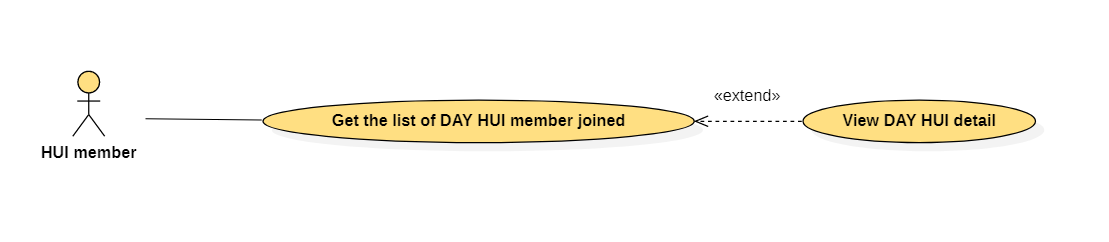 «extend»
Get the list of DAY HUI member joined
View DAY HUI detail
HUI member